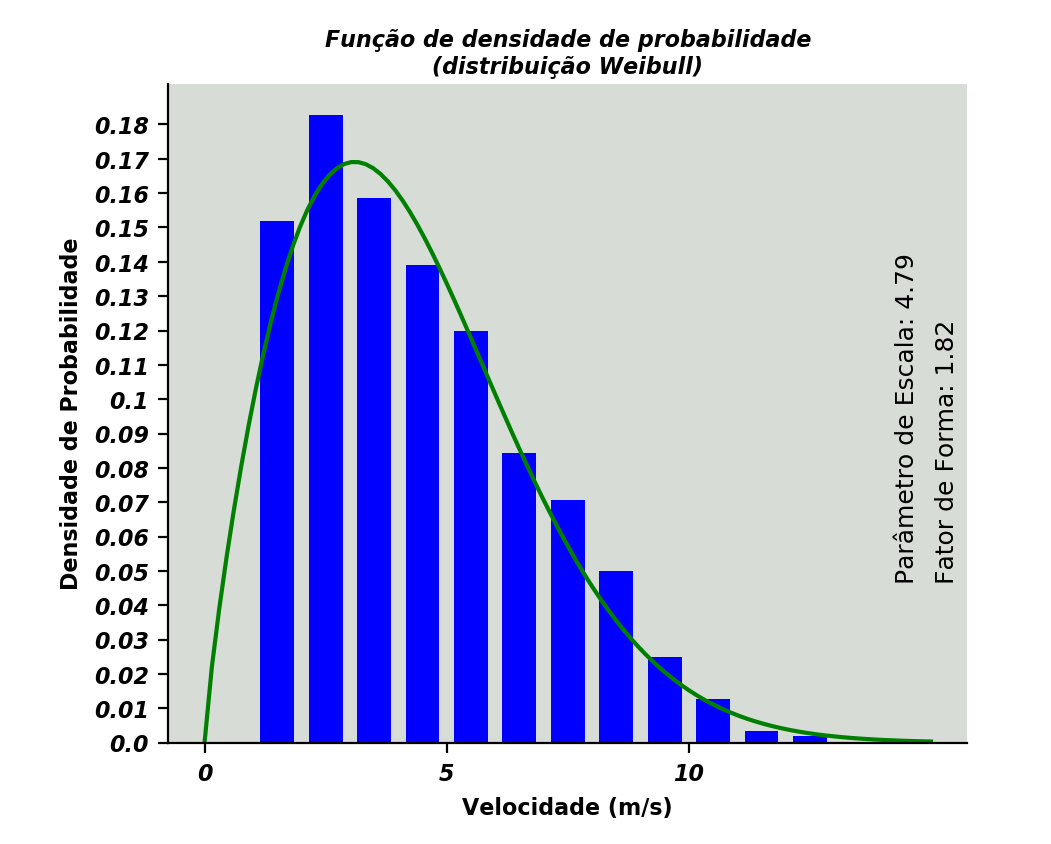 Função de densidade de probabilidade
(distribuição Weibull)
Densidade de Probabilidade
0.18
0.17
0.16
0.15
0.14
0.13
0.12
0.11
0.1
0.09
0.08
0.07
0.06
0.05
0.04
0.03
0.02
0.01
0.0
0 5 10
Velocidade (m/s)
Parâmetro de Escala: 4.79
Fator de Forma: 1.82